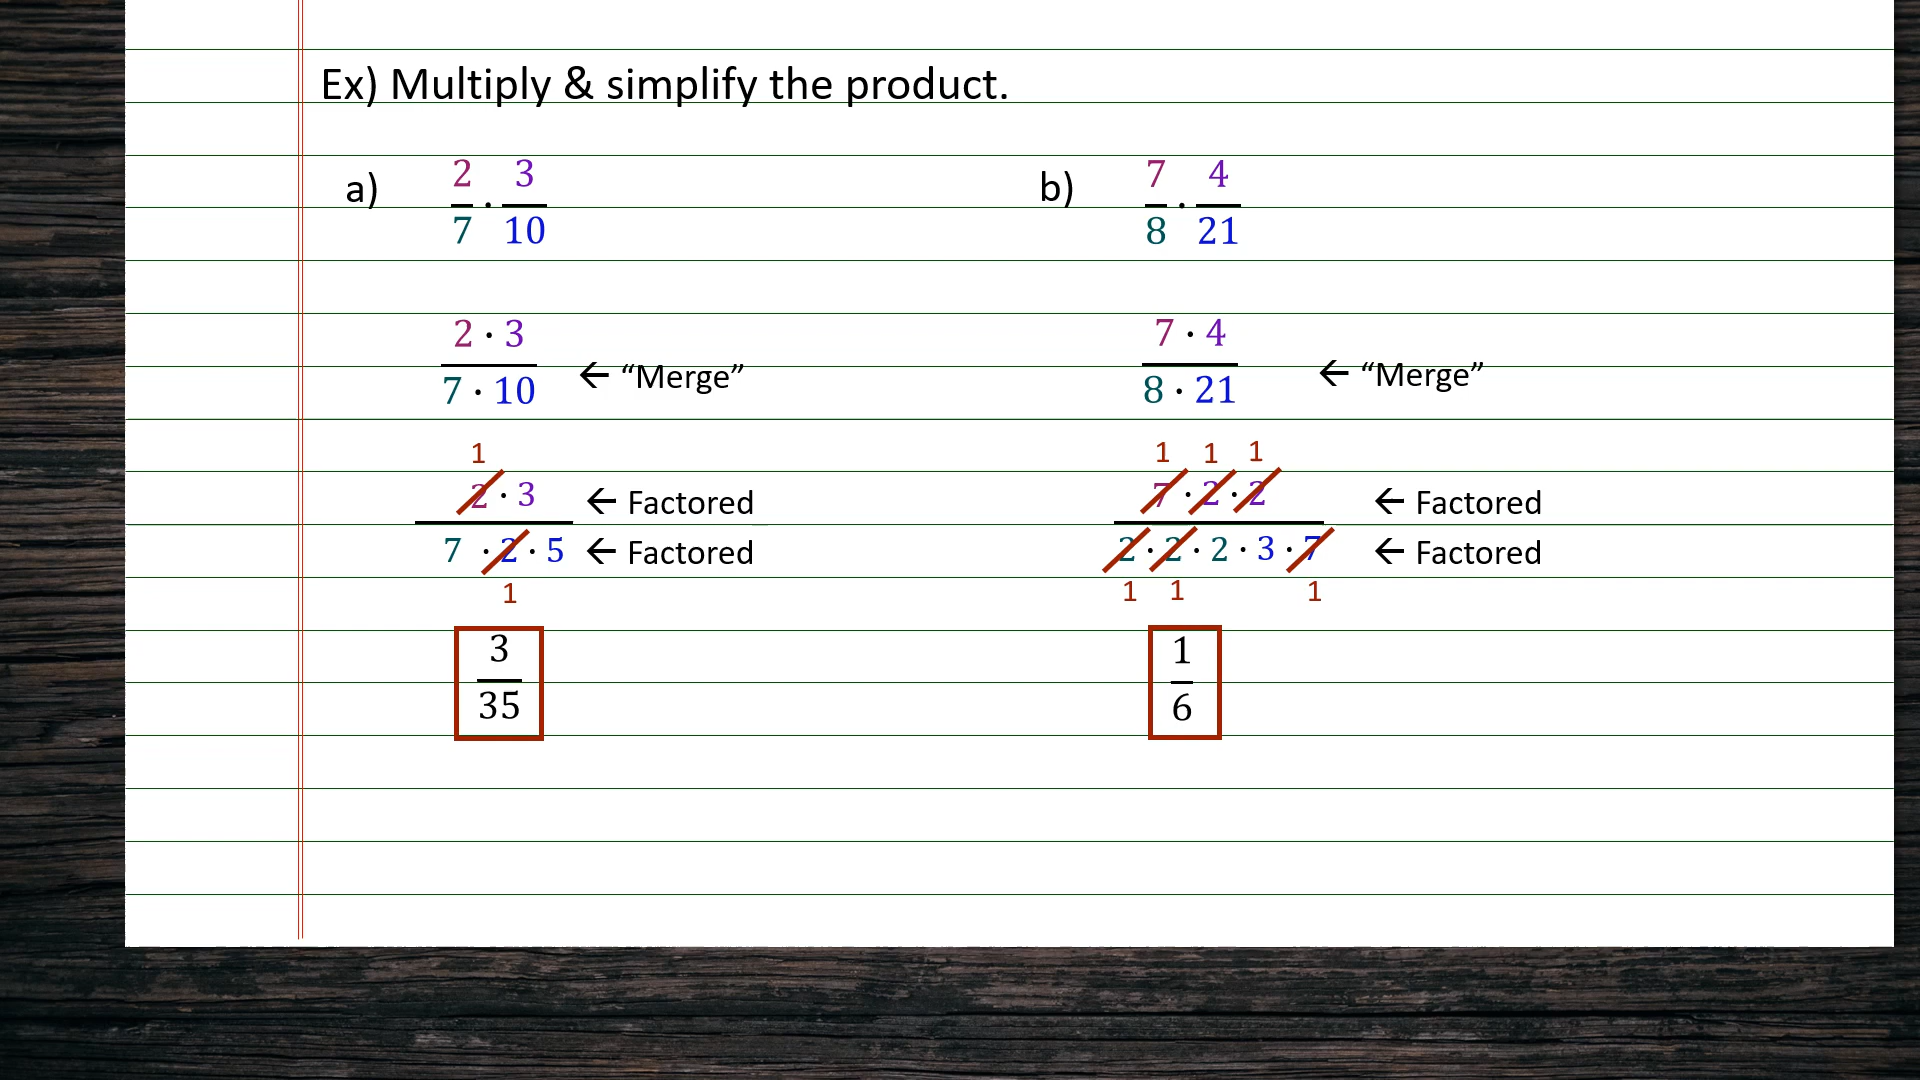 Ex) Multiply & simplify the product.
a) 2/7 · 3/10
2 · 3 / 7 · 10 ← “Merge”
1
2 · 3 ← Factored
7 · 2 · 5 ← Factored
1
3/35
b) 7/8 · 4/21
7 · 4 / 8 · 21 ← “Merge”
1 1 1
7 · 2 · 2 ← Factored
2 · 2 · 2 · 3 · 7 ← Factored
1 1 1
1/6